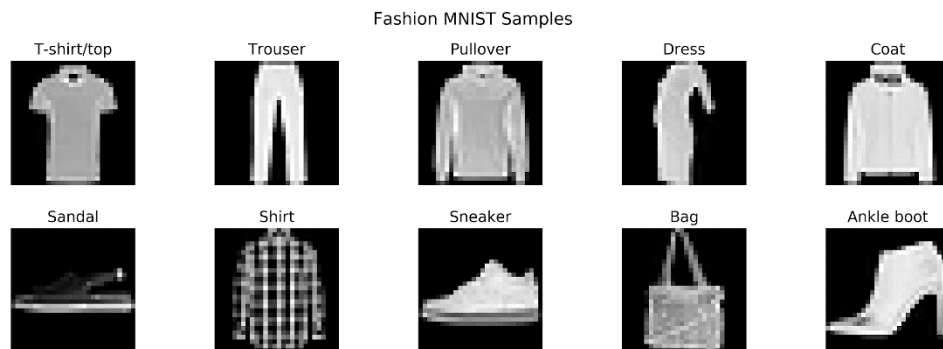 Fashion MNIST Samples
T-shirt/top
Trouser
Pullover
Dress
Coat
Sandal
Shirt
Sneaker
Bag
Ankle boot